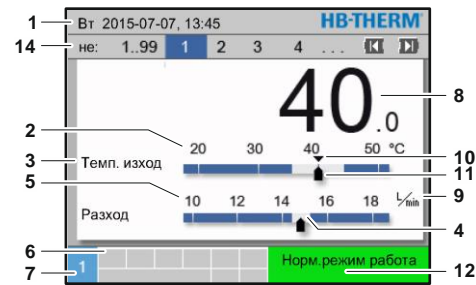 1 Вт 2015-07-07, 13:45 HB-THERM
14 не: 1..99 1 2 3 4 ...
40.0 8
2 20 30 40 50 °C 10
3 Темп. изход 11
5 10 12 14 16 18 L/min 9
Разход 4
6
7 1 Норм.режим работа 12